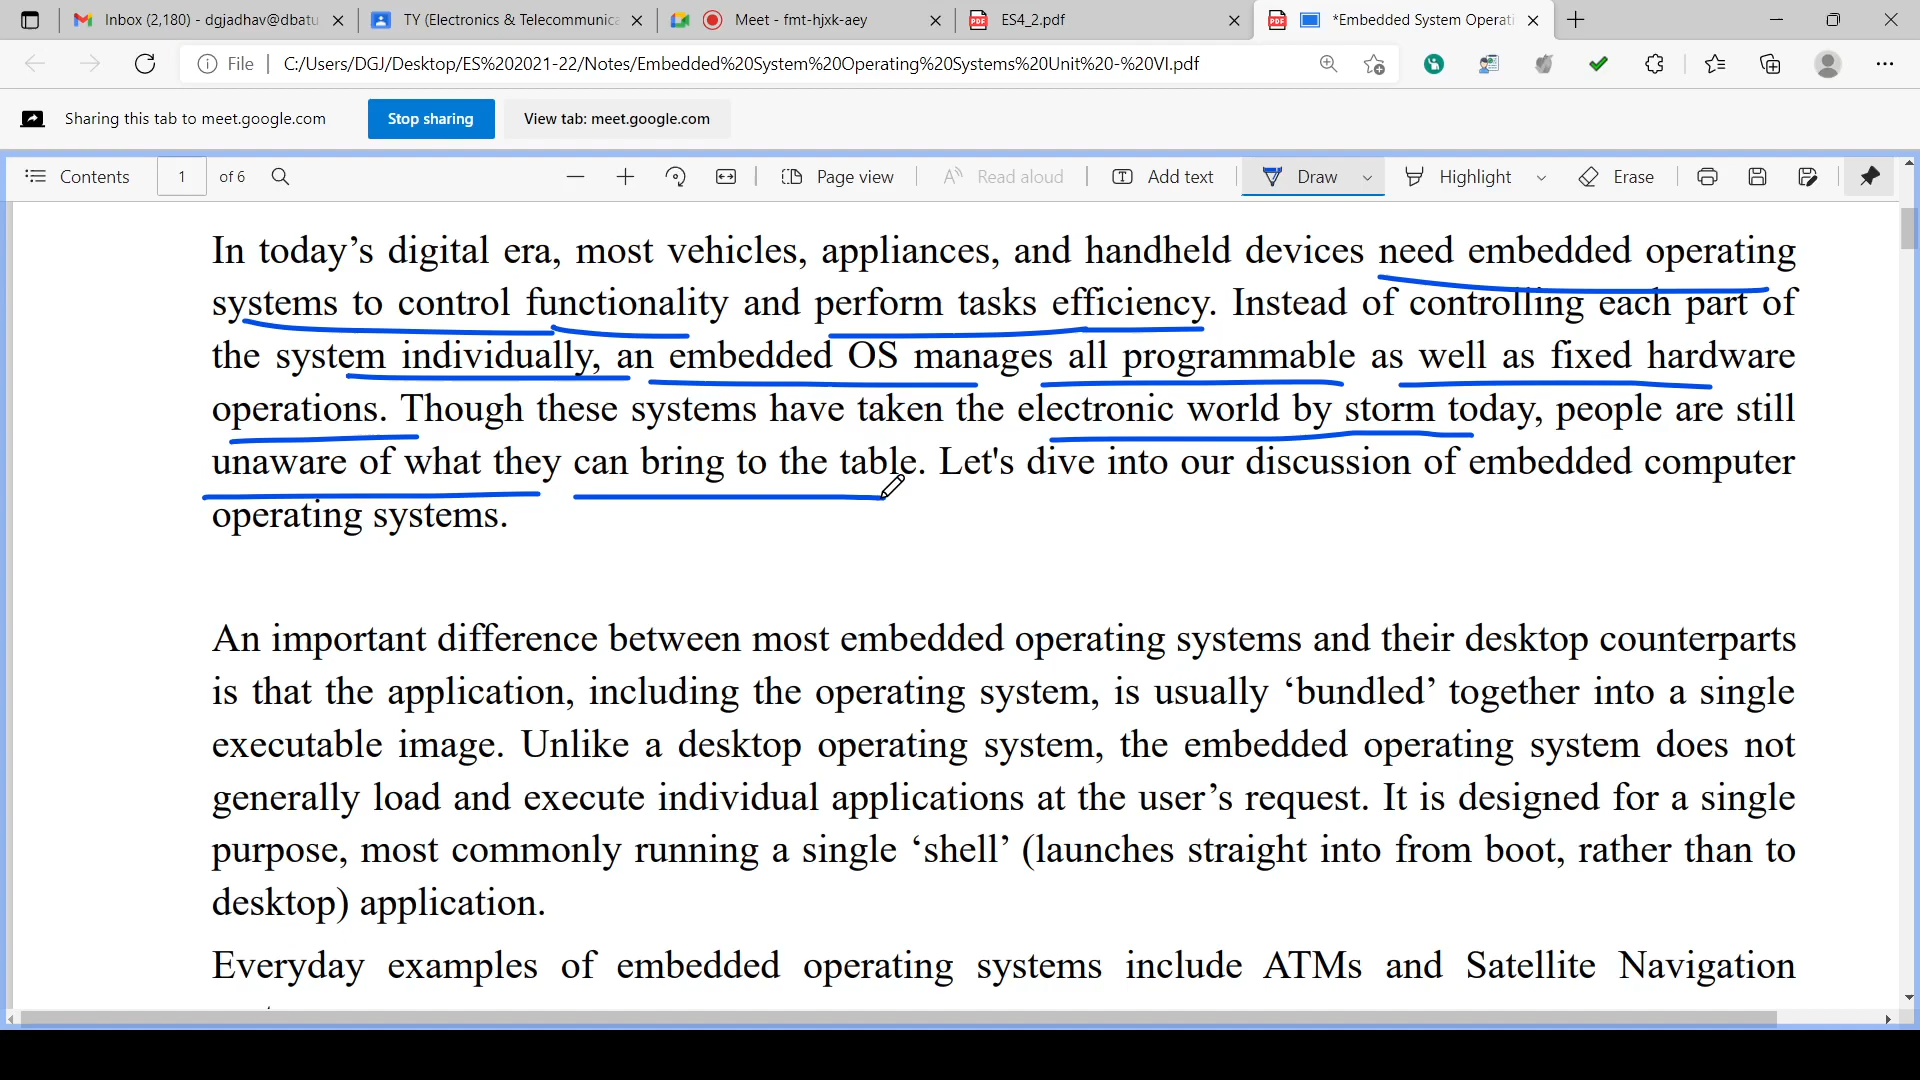 Inbox (2,180) - dgjadhav@dbatu
TY (Electronics & Telecommunica
Meet - fmt-hjxk-aey
ES4_2.pdf
*Embedded System Operati
File
C:/Users/DGJ/Desktop/ES%202021-22/Notes/Embedded%20System%20Operating%20Systems%20Unit%20-%20VI.pdf
Sharing this tab to meet.google.com
Stop sharing
View tab: meet.google.com
Contents
1
of 6
Page view
Read aloud
Add text
Draw
Highlight
Erase
In today’s digital era, most vehicles, appliances, and handheld devices need embedded operating
systems to control functionality and perform tasks efficiency. Instead of controlling each part of
the system individually, an embedded OS manages all programmable as well as fixed hardware
operations. Though these systems have taken the electronic world by storm today, people are still
unaware of what they can bring to the table. Let's dive into our discussion of embedded computer
operating systems.
An important difference between most embedded operating systems and their desktop counterparts
is that the application, including the operating system, is usually ‘bundled’ together into a single
executable image. Unlike a desktop operating system, the embedded operating system does not
generally load and execute individual applications at the user’s request. It is designed for a single
purpose, most commonly running a single ‘shell’ (launches straight into from boot, rather than to
desktop) application.
Everyday examples of embedded operating systems include ATMs and Satellite Navigation